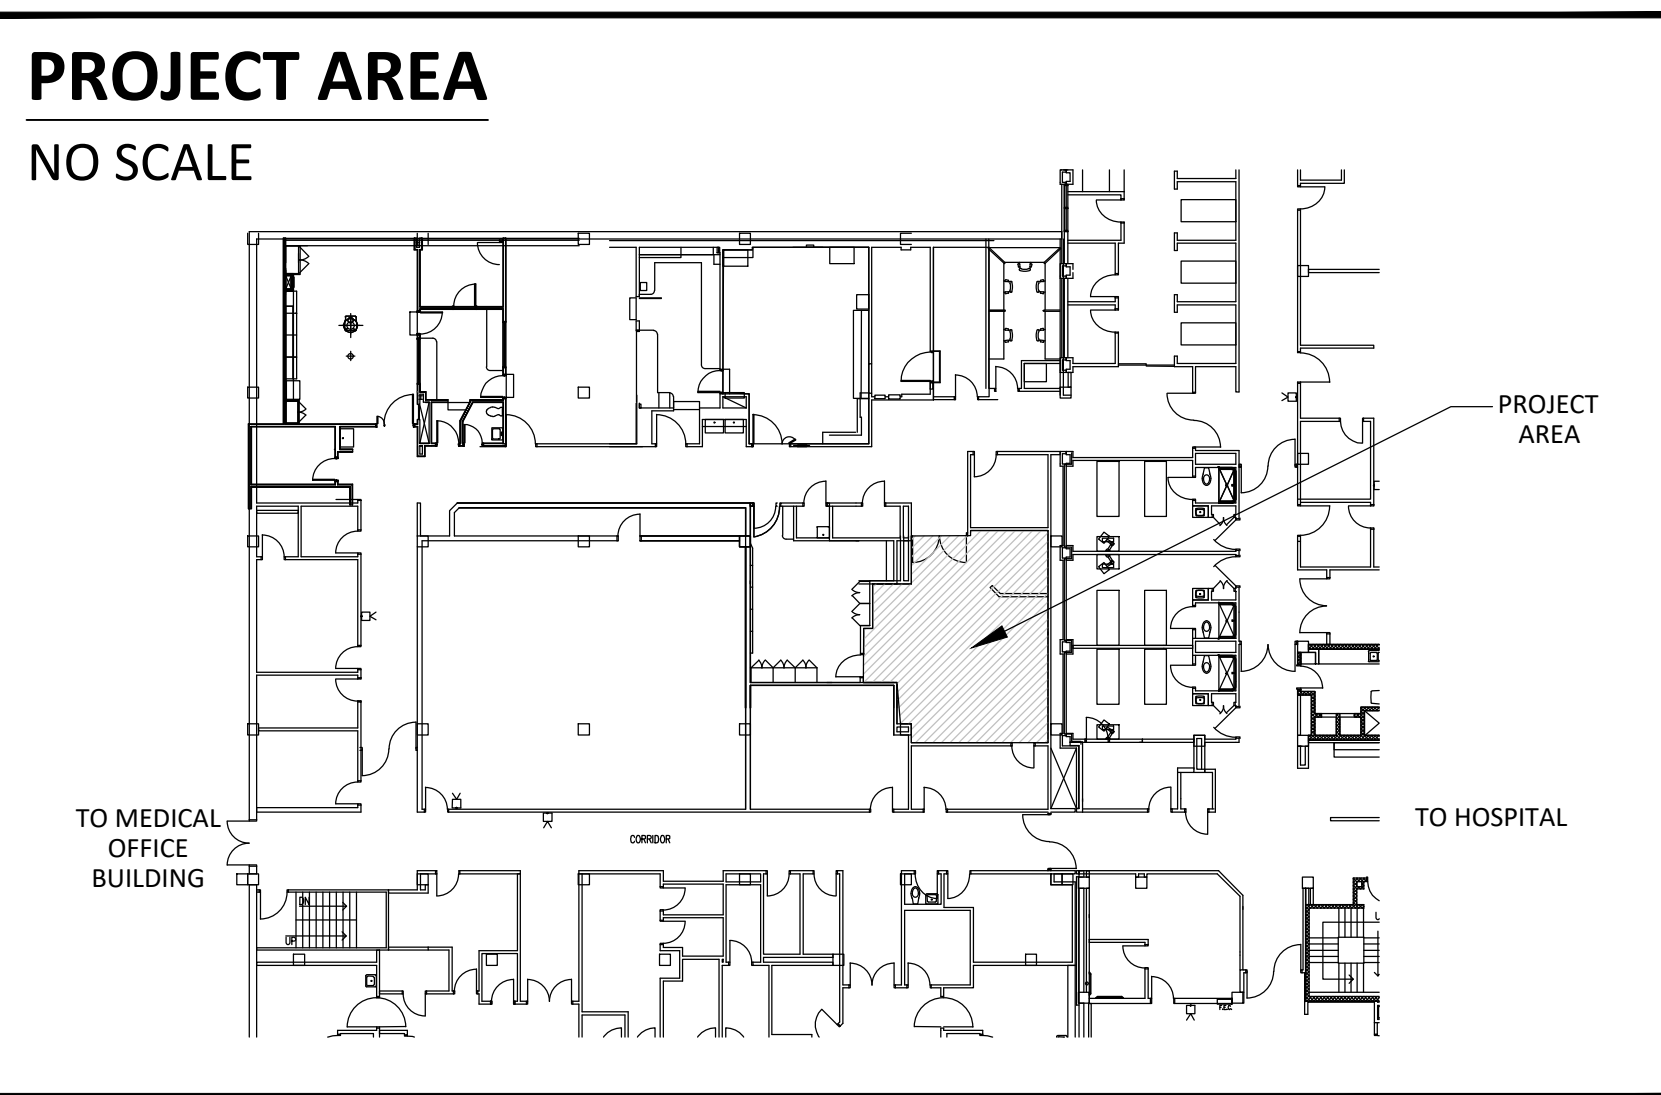 PROJECT AREA
NO SCALE
PROJECT
AREA
TO MEDICAL
OFFICE
BUILDING
CORRIDOR
TO HOSPITAL
DN
UP
F.E.C.